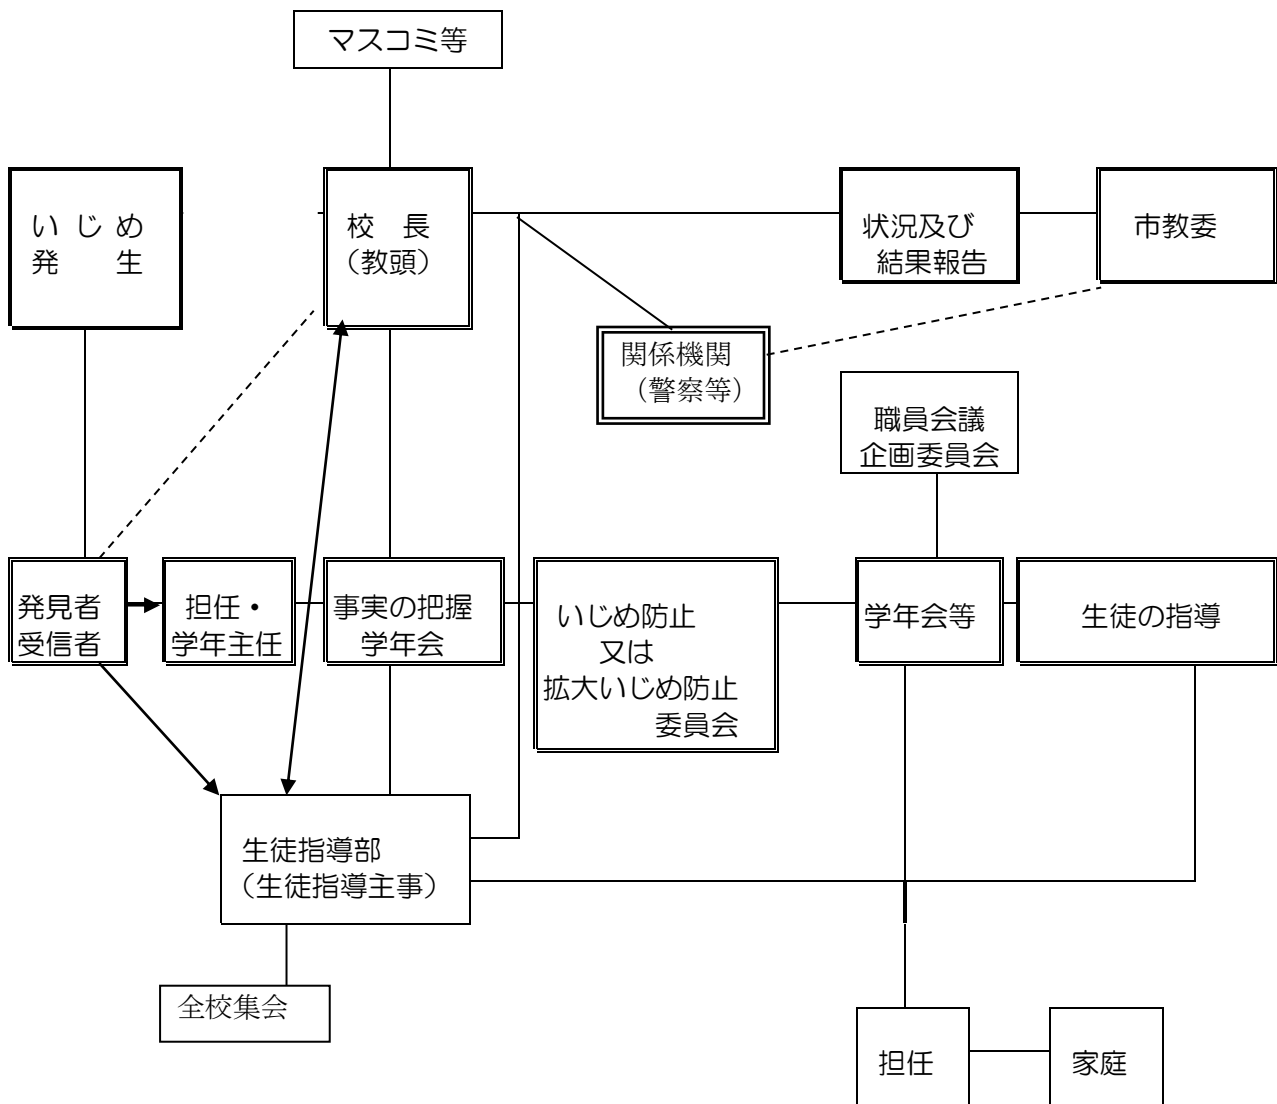 マスコミ等
い じ め
発　　生
校　長
（教頭）
状況及び
結果報告
市教委
関係機関
（警察等）
職員会議
企画委員会
発見者
受信者
担任・
学年主任
事実の把握
学年会
いじめ防止
又は
拡大いじめ防止
委員会
学年会等
生徒の指導
生徒指導部
（生徒指導主事）
全校集会
担任
家庭